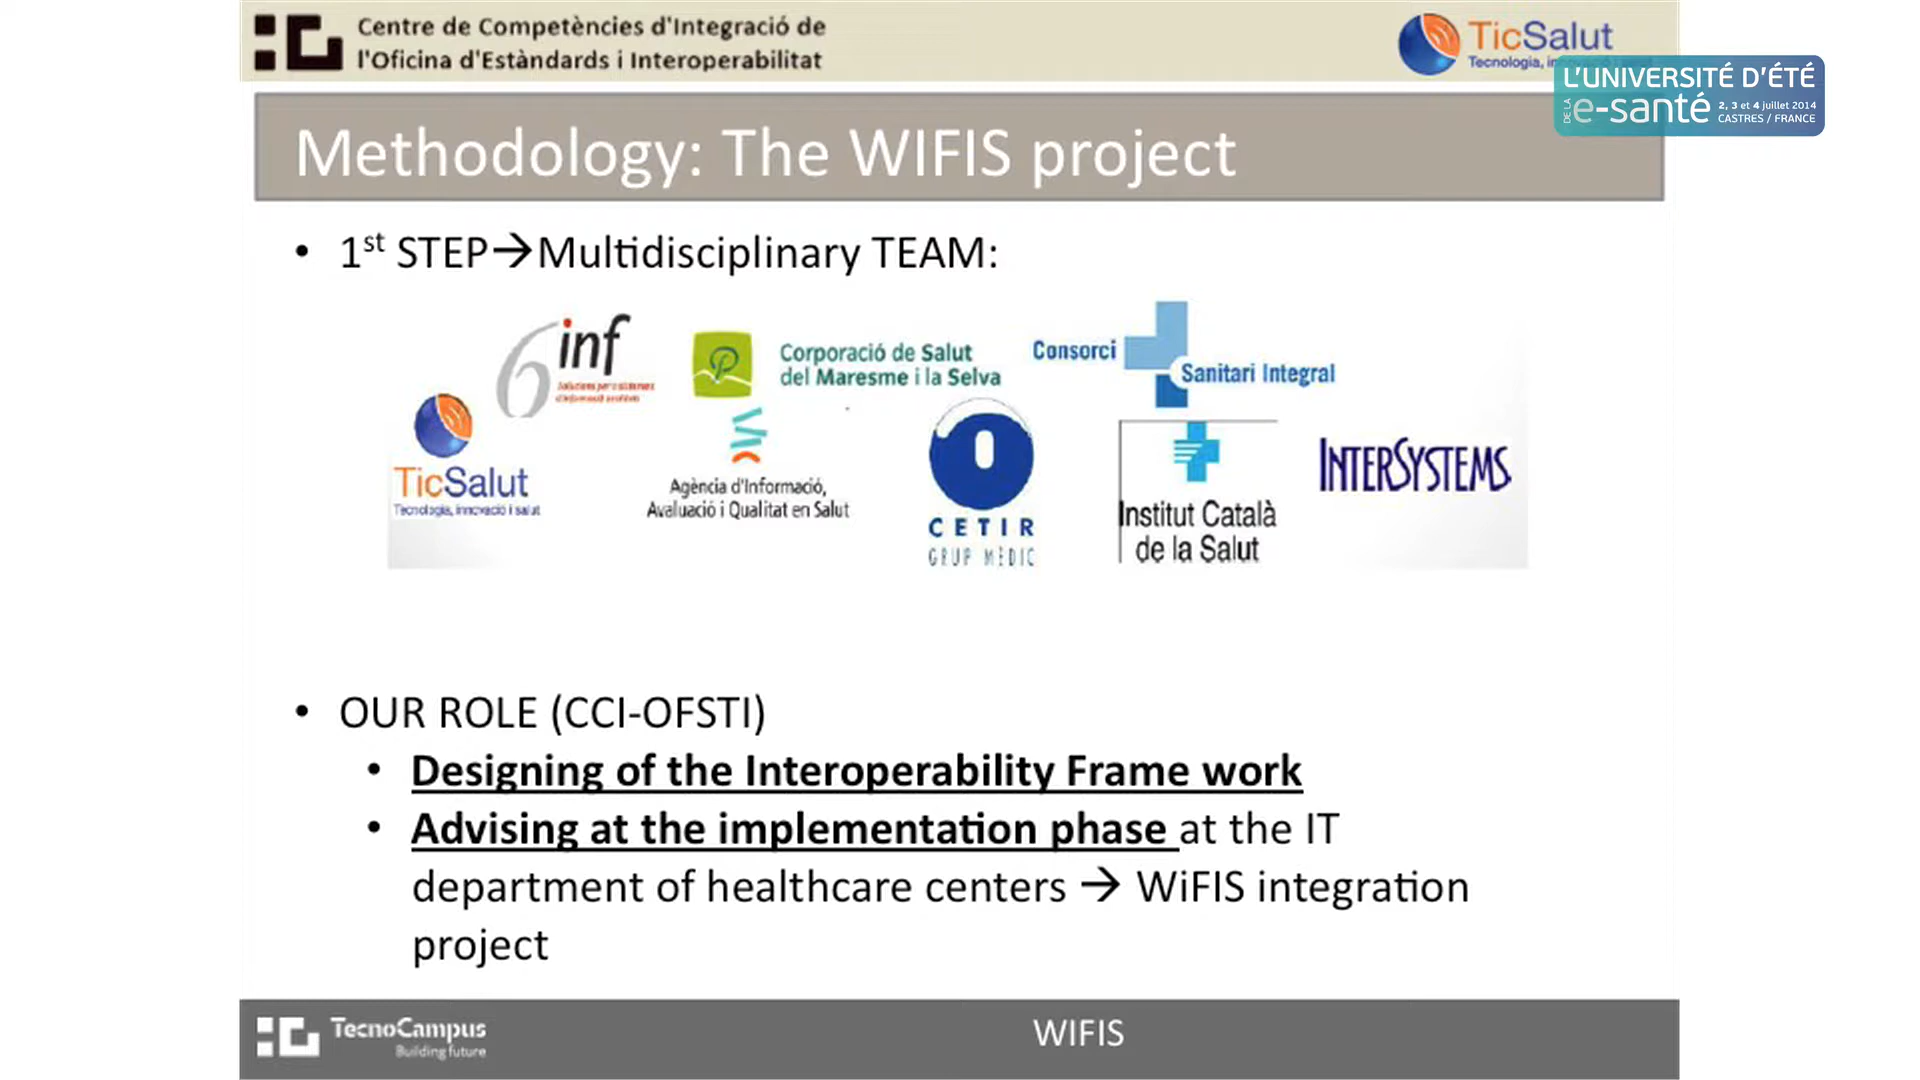 Centre de Competències d'Integració de
l'Oficina d'Estàndards i Interoperabilitat
TicSalut
Tecnologia,
L'UNIVERSITÉ D'ÉTÉ
DE LA e-santé 2, 3 et 4 juillet 2014
CASTRES / FRANCE
Methodology: The WIFIS project
• 1st STEP→Multidisciplinary TEAM:
6inf
Corporació de Salut
del Maresme i la Selva
Consorci
Sanitari Integral
TicSalut
Tecnologia, innovació i salut
Agència d'Informació,
Avaluació i Qualitat en Salut
CETIR
GRUP MÈDIC
Institut Català
de la Salut
INTERSYSTEMS
• OUR ROLE (CCI-OFSTI)
• Designing of the Interoperability Frame work
• Advising at the implementation phase at the IT
department of healthcare centers → WiFIS integration
project
TecnoCampus
Building future
WIFIS